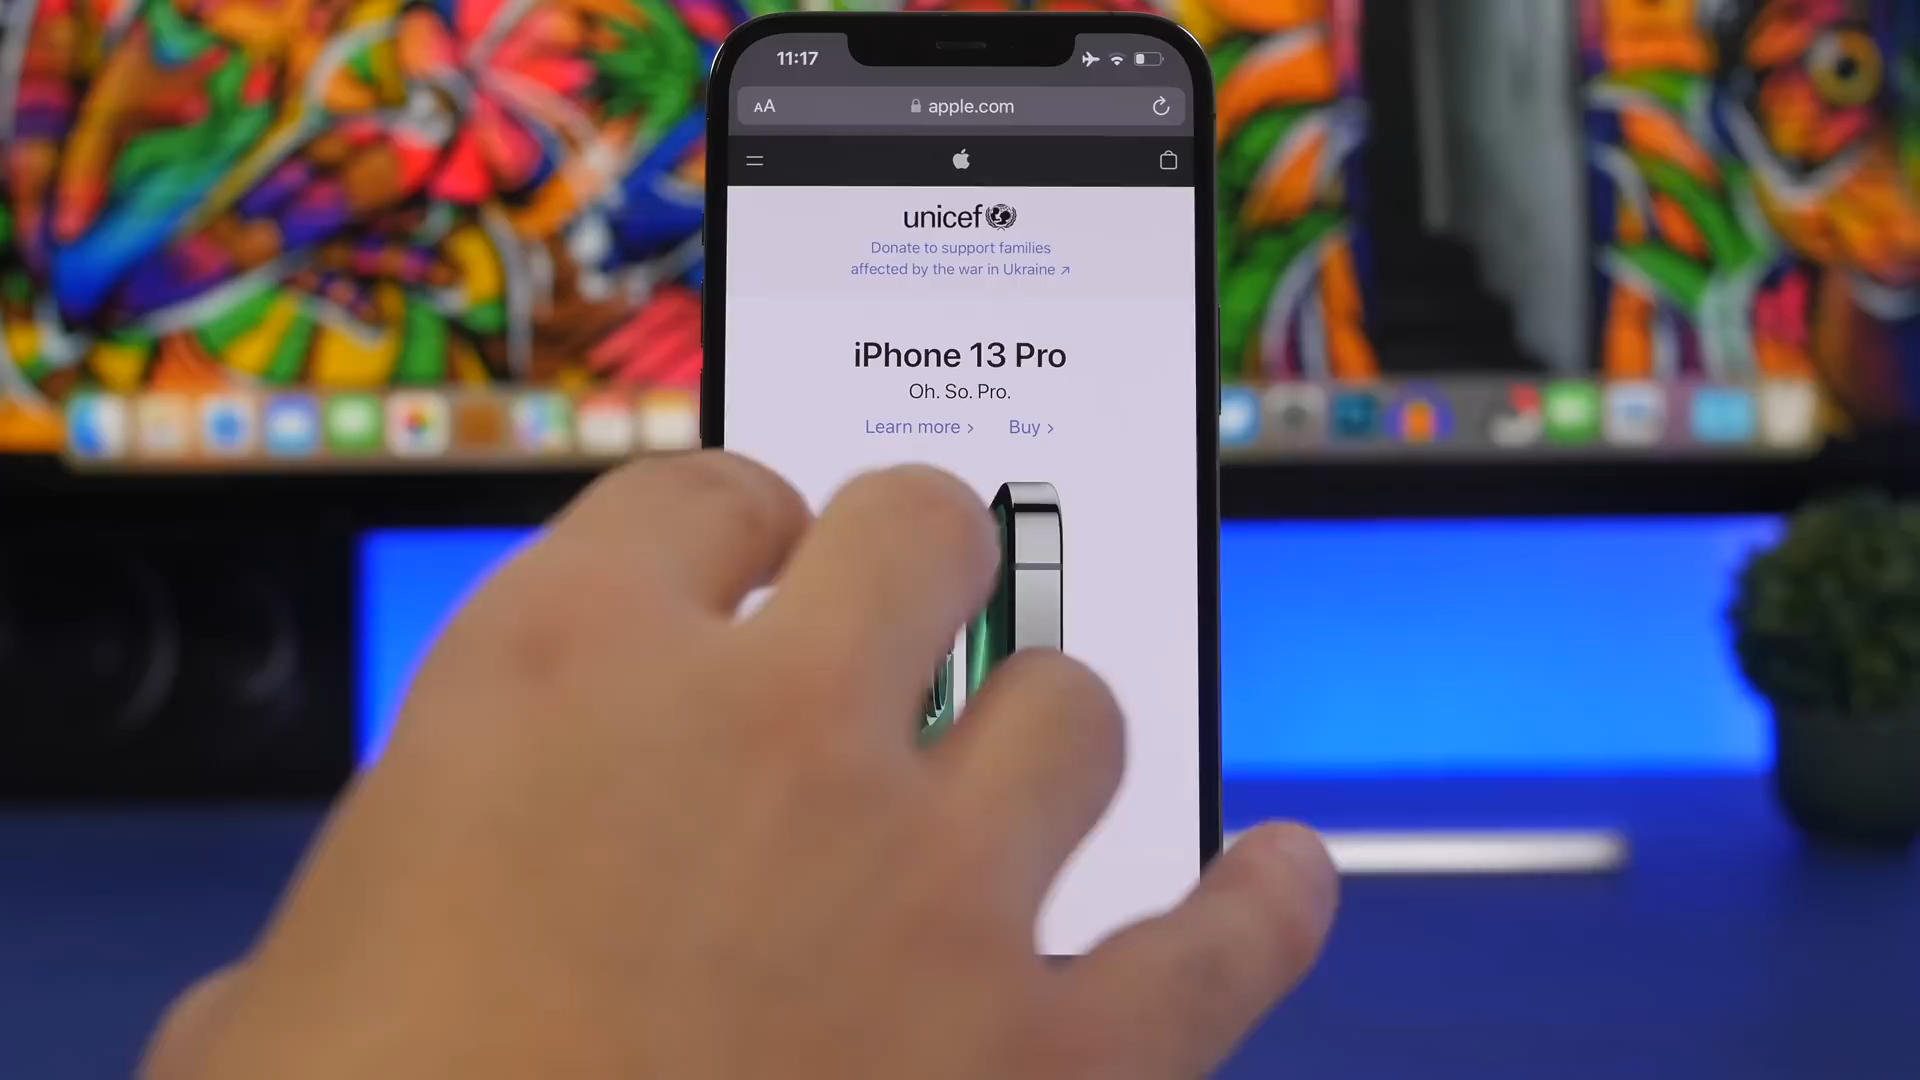 11:17
AA
apple.com
unicef
Donate to support families
affected by the war in Ukraine ↗
iPhone 13 Pro
Oh. So. Pro.
Learn more > Buy >